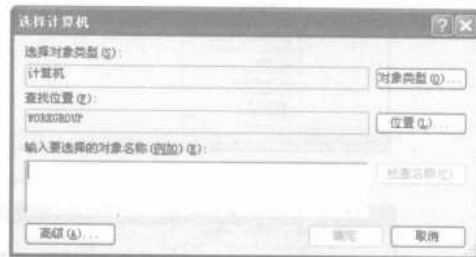 选择计算机
选择对象类型(S):
计算机
对象类型(O)...
查找位置(F):
WORKGROUP
位置(L)...
输入要选择的对象名称(例如)(E):
检查名称(C)
高级(A)...
确定
取消